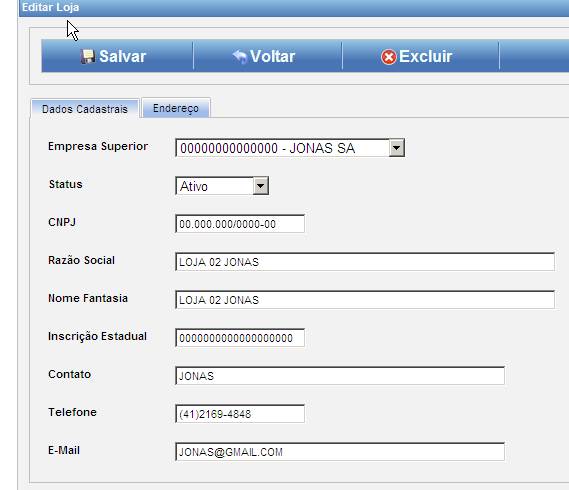 Editar Loja
Salvar Voltar Excluir
Dados Cadastrais Endereço
Empresa Superior 00000000000000 - JONAS SA
Status Ativo
CNPJ 00.000.000/0000-00
Razão Social LOJA 02 JONAS
Nome Fantasia LOJA 02 JONAS
Inscrição Estadual 0000000000000000000
Contato JONAS
Telefone (41)2169-4848
E-Mail JONAS@GMAIL.COM